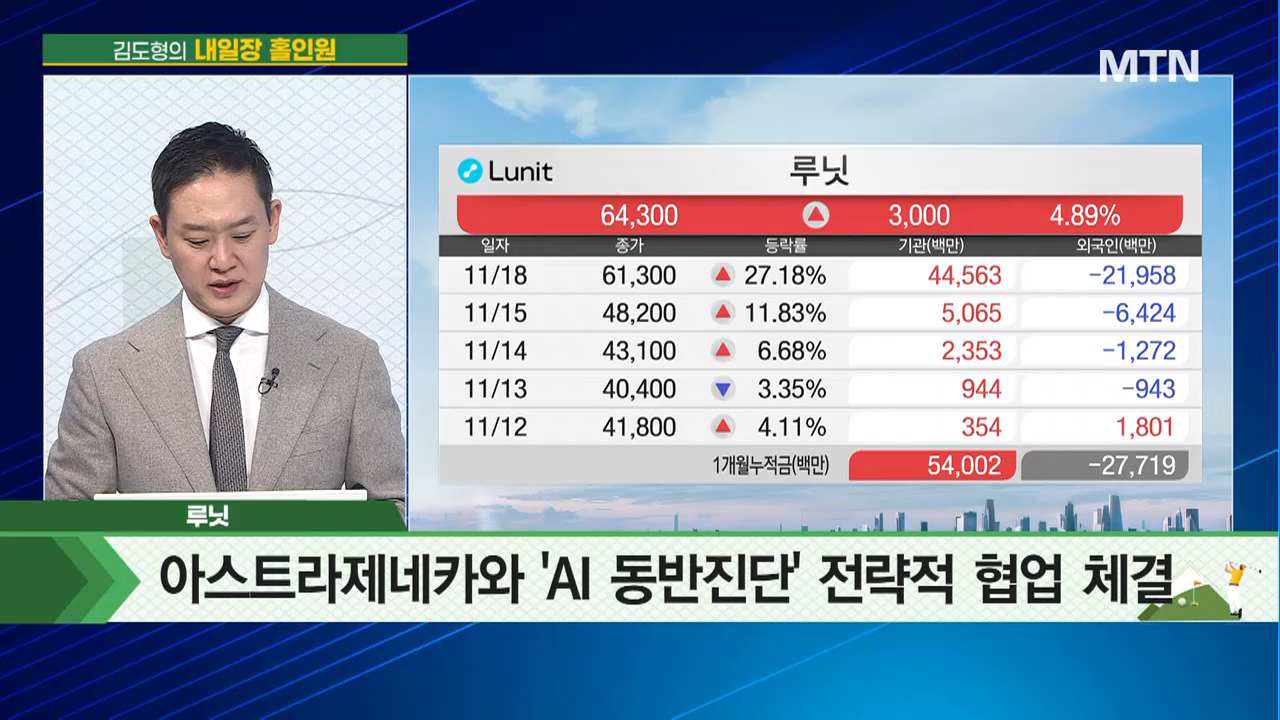 김도형의 내일장 홀인원
MTN
Lunit 루닛
64,300 ▲ 3,000 4.89%
일자 종가 등락률 기관(백만) 외국인(백만)
11/18 61,300 ▲ 27.18% 44,563 -21,958
11/15 48,200 ▲ 11.83% 5,065 -6,424
11/14 43,100 ▲ 6.68% 2,353 -1,272
11/13 40,400 ▼ 3.35% 944 -943
11/12 41,800 ▲ 4.11% 354 1,801
1개월누적금(백만) 54,002 -27,719
루닛
아스트라제네카와 'AI 동반진단' 전략적 협업 체결